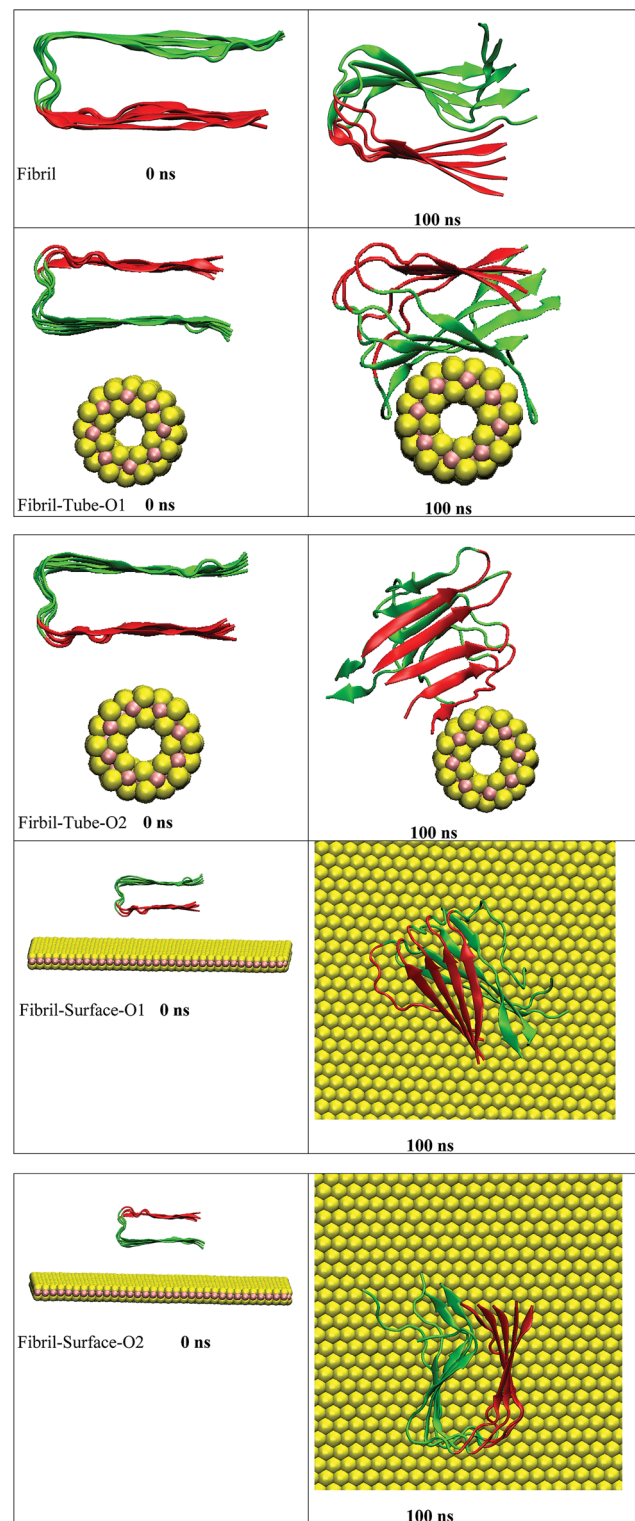 Fibril 0 ns
100 ns
Fibril-Tube-O1 0 ns
100 ns
Firbil-Tube-O2 0 ns
100 ns
Fibril-Surface-O1 0 ns
100 ns
Fibril-Surface-O2 0 ns
100 ns